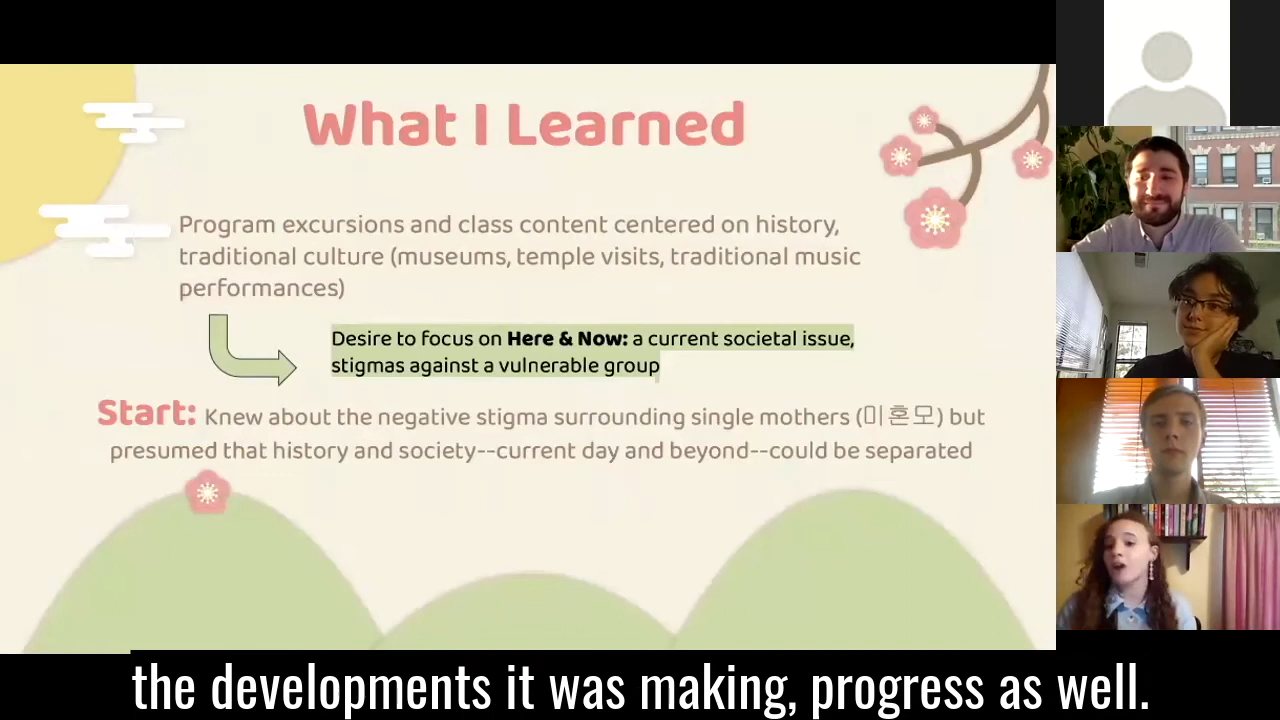 What I Learned
Program excursions and class content centered on history,
traditional culture (museums, temple visits, traditional music
performances)
Desire to focus on Here & Now: a current societal issue,
stigmas against a vulnerable group
Start: Knew about the negative stigma surrounding single mothers (미혼모) but
presumed that history and society--current day and beyond--could be separated
the developments it was making, progress as well.